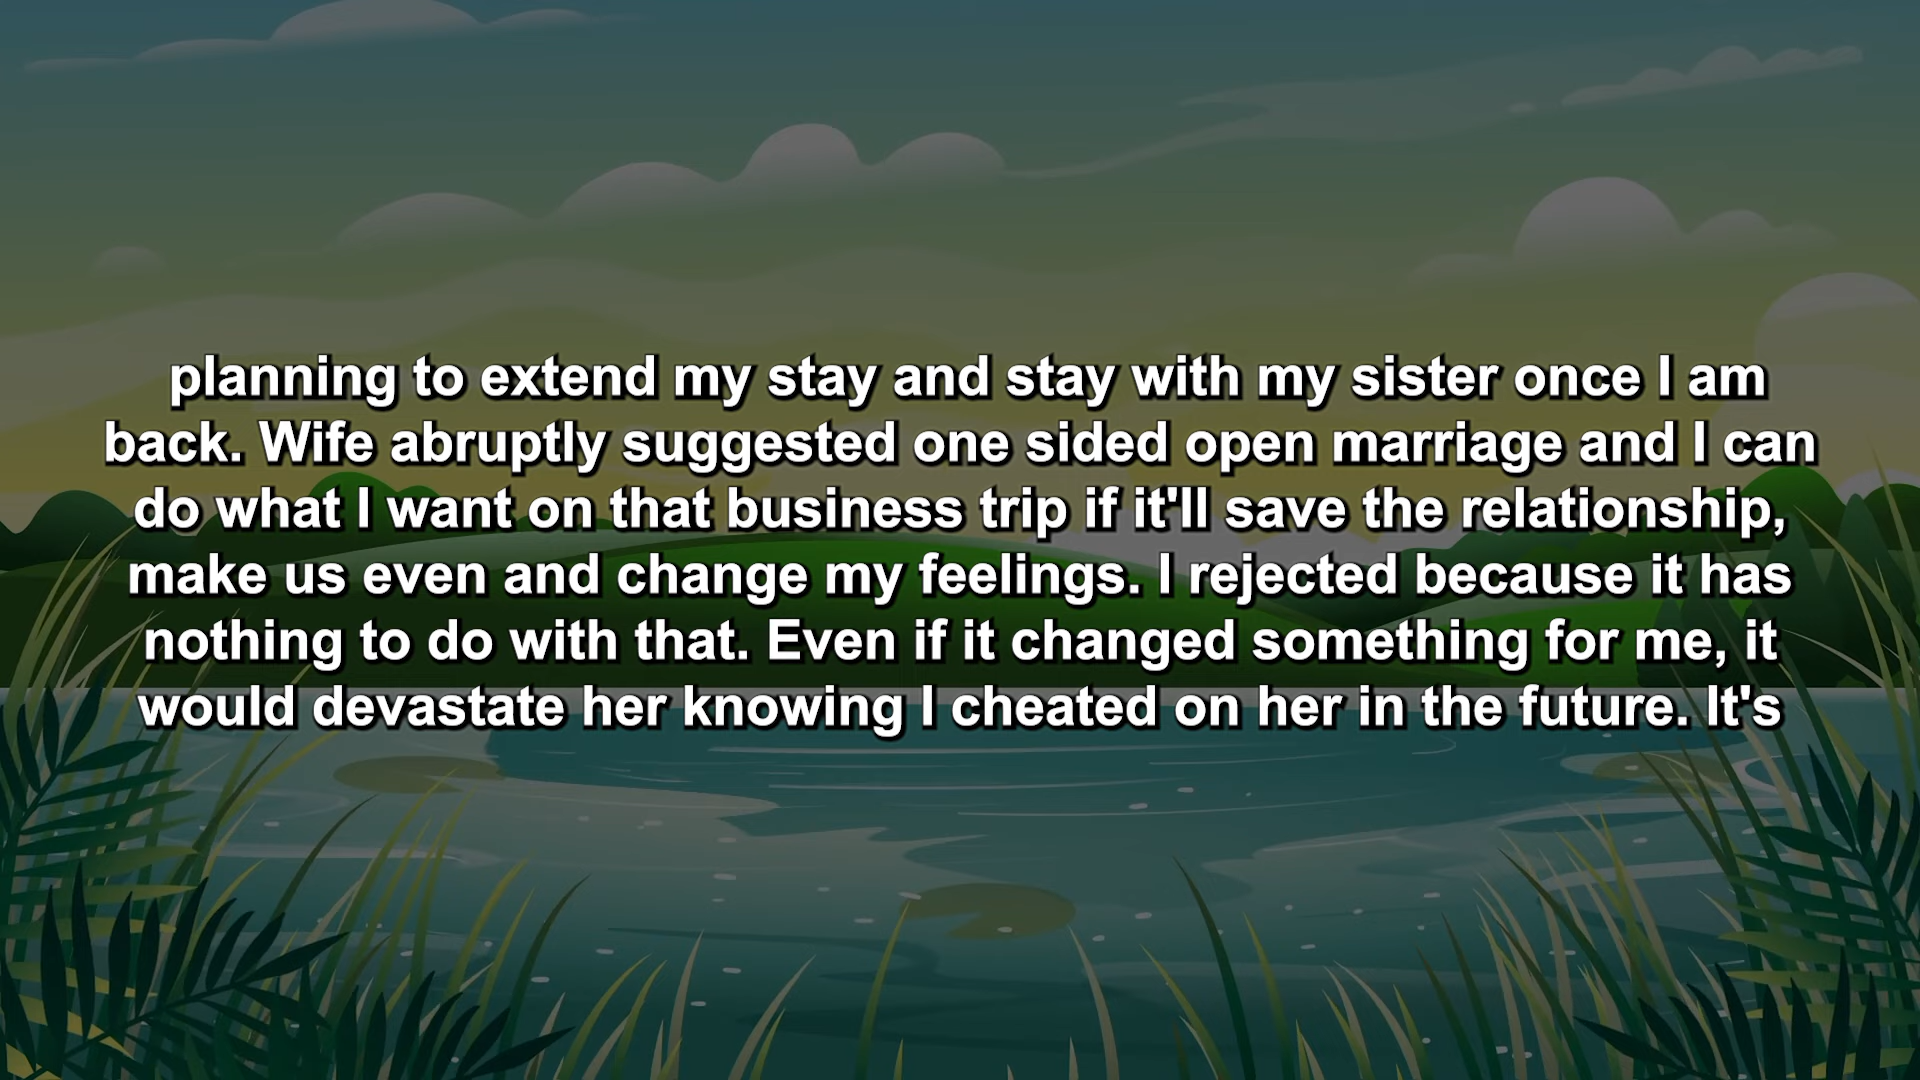 planning to extend my stay and stay with my sister once I am
back. Wife abruptly suggested one sided open marriage and I can
do what I want on that business trip if it'll save the relationship,
make us even and change my feelings. I rejected because it has
nothing to do with that. Even if it changed something for me, it
would devastate her knowing I cheated on her in the future. It's